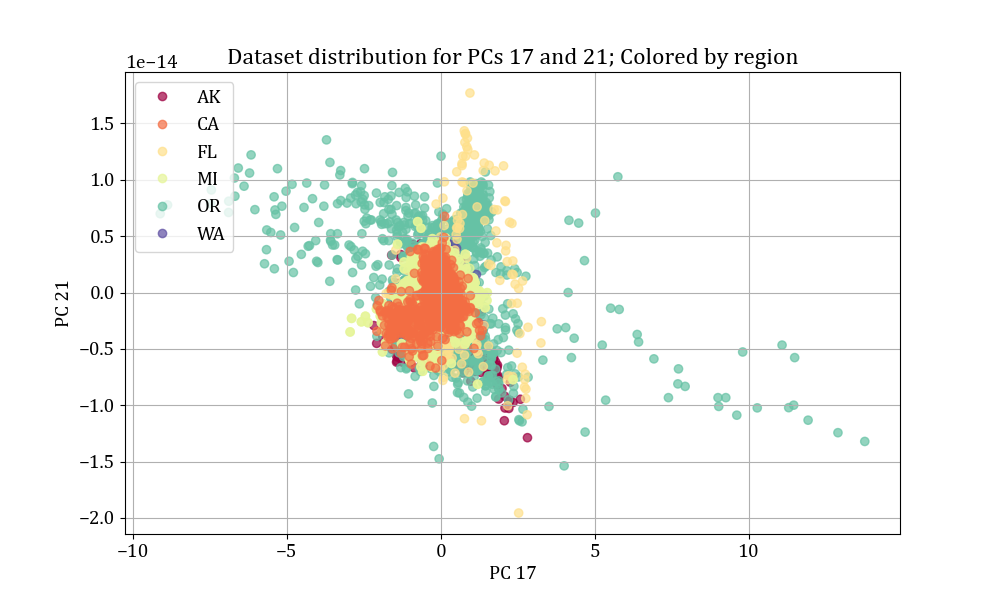 Dataset distribution for PCs 17 and 21; Colored by region
1e−14
AK
CA
FL
MI
OR
WA
1.5
1.0
0.5
0.0
−0.5
−1.0
−1.5
−2.0
PC 21
−10
−5
0
5
10
PC 17